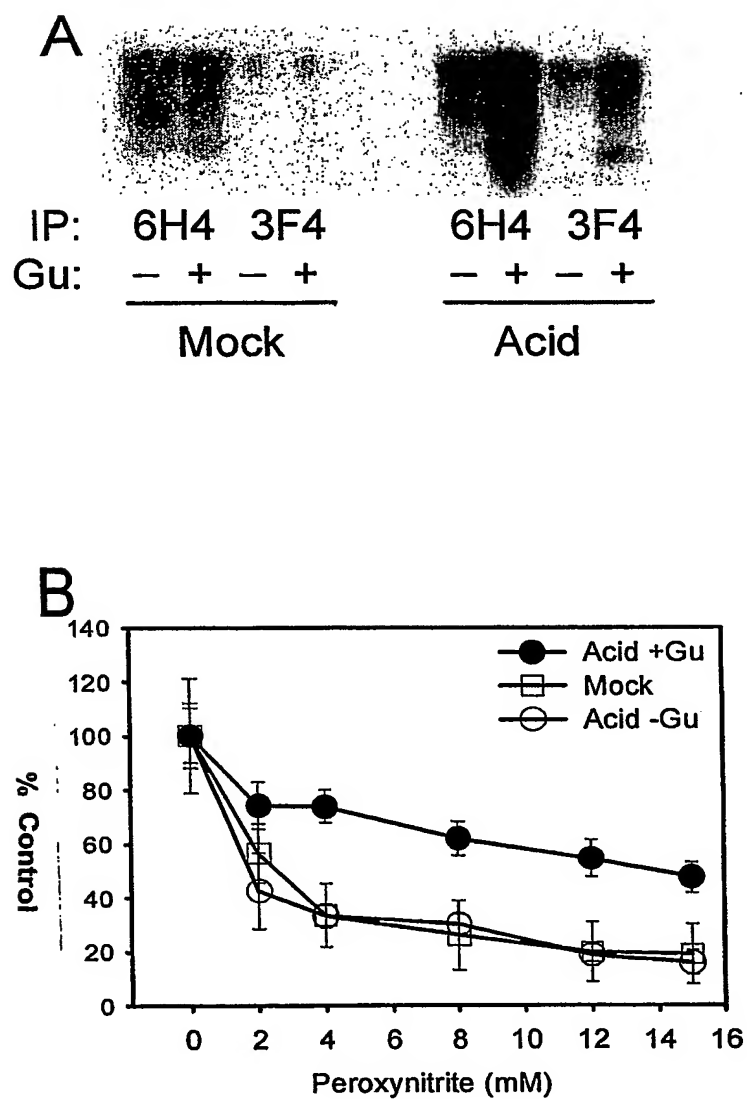 A
IP: 6H4 3F4 6H4 3F4
Gu: − + − + − + − +
Mock Acid
B
140
120
100
80
60
40
20
0
% Control
Acid +Gu
Mock
Acid -Gu
0 2 4 6 8 10 12 14 16
Peroxynitrite (mM)